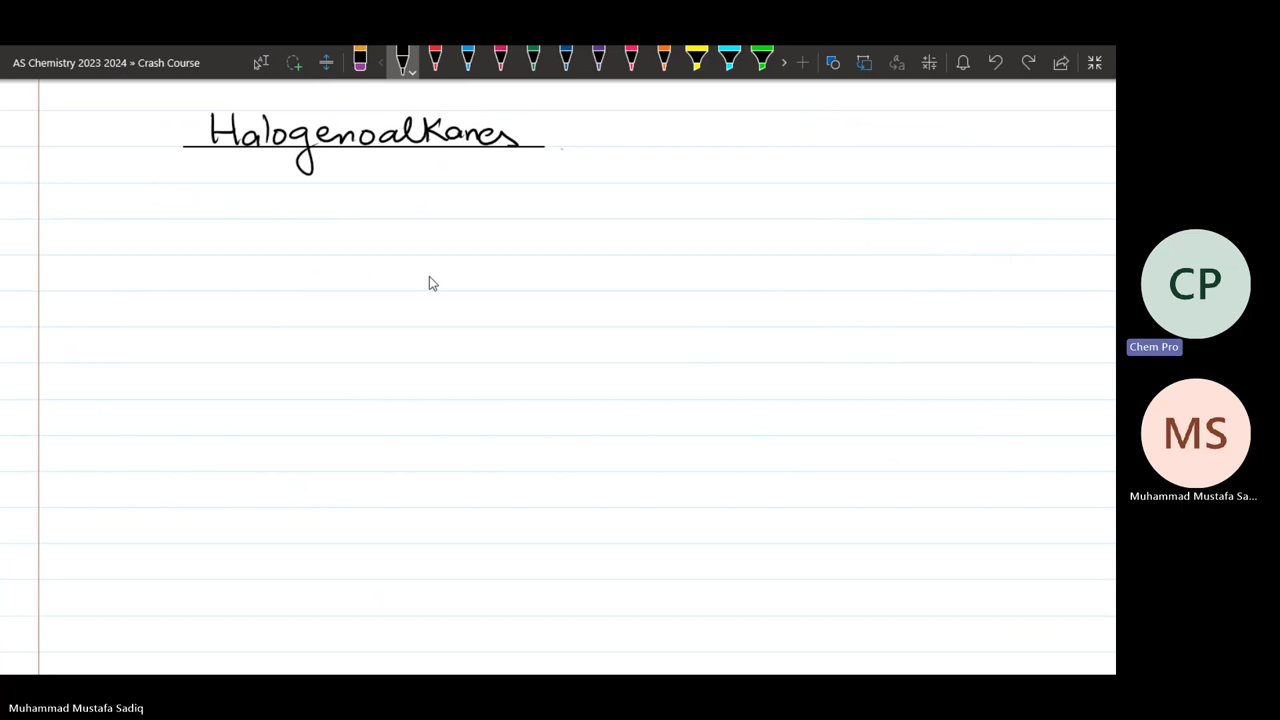 AS Chemistry 2023 2024 » Crash Course
Halogenoalkanes
CP
Chem Pro
MS
Muhammad Mustafa Sa...
Muhammad Mustafa Sadiq